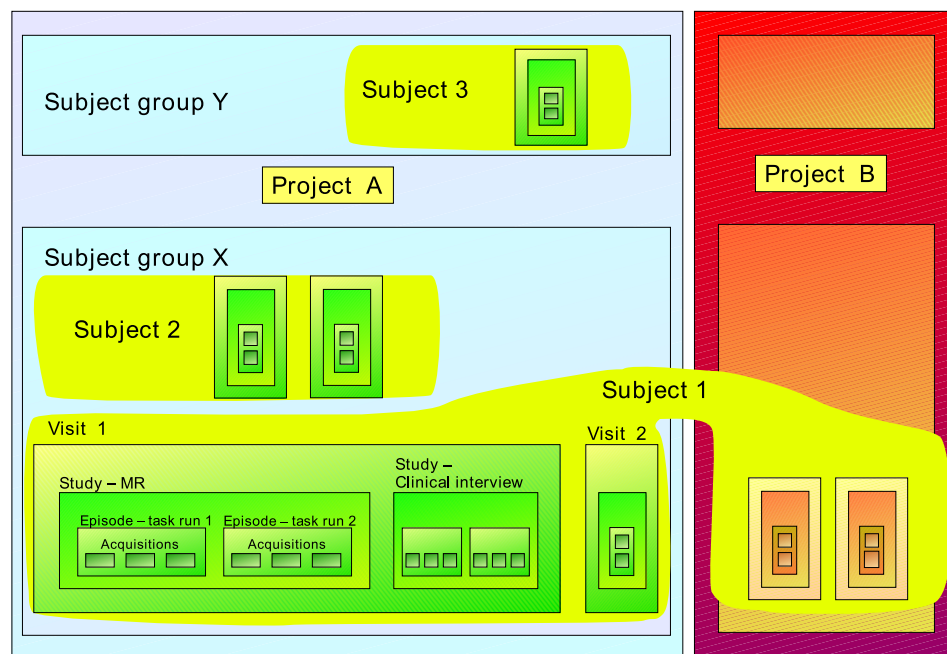 Subject group Y
Subject 3
Project A
Project B
Subject group X
Subject 2
Subject 1
Visit 1
Visit 2
Study – MR
Study –
Clinical interview
Episode – task run 1
Episode – task run 2
Acquisitions
Acquisitions